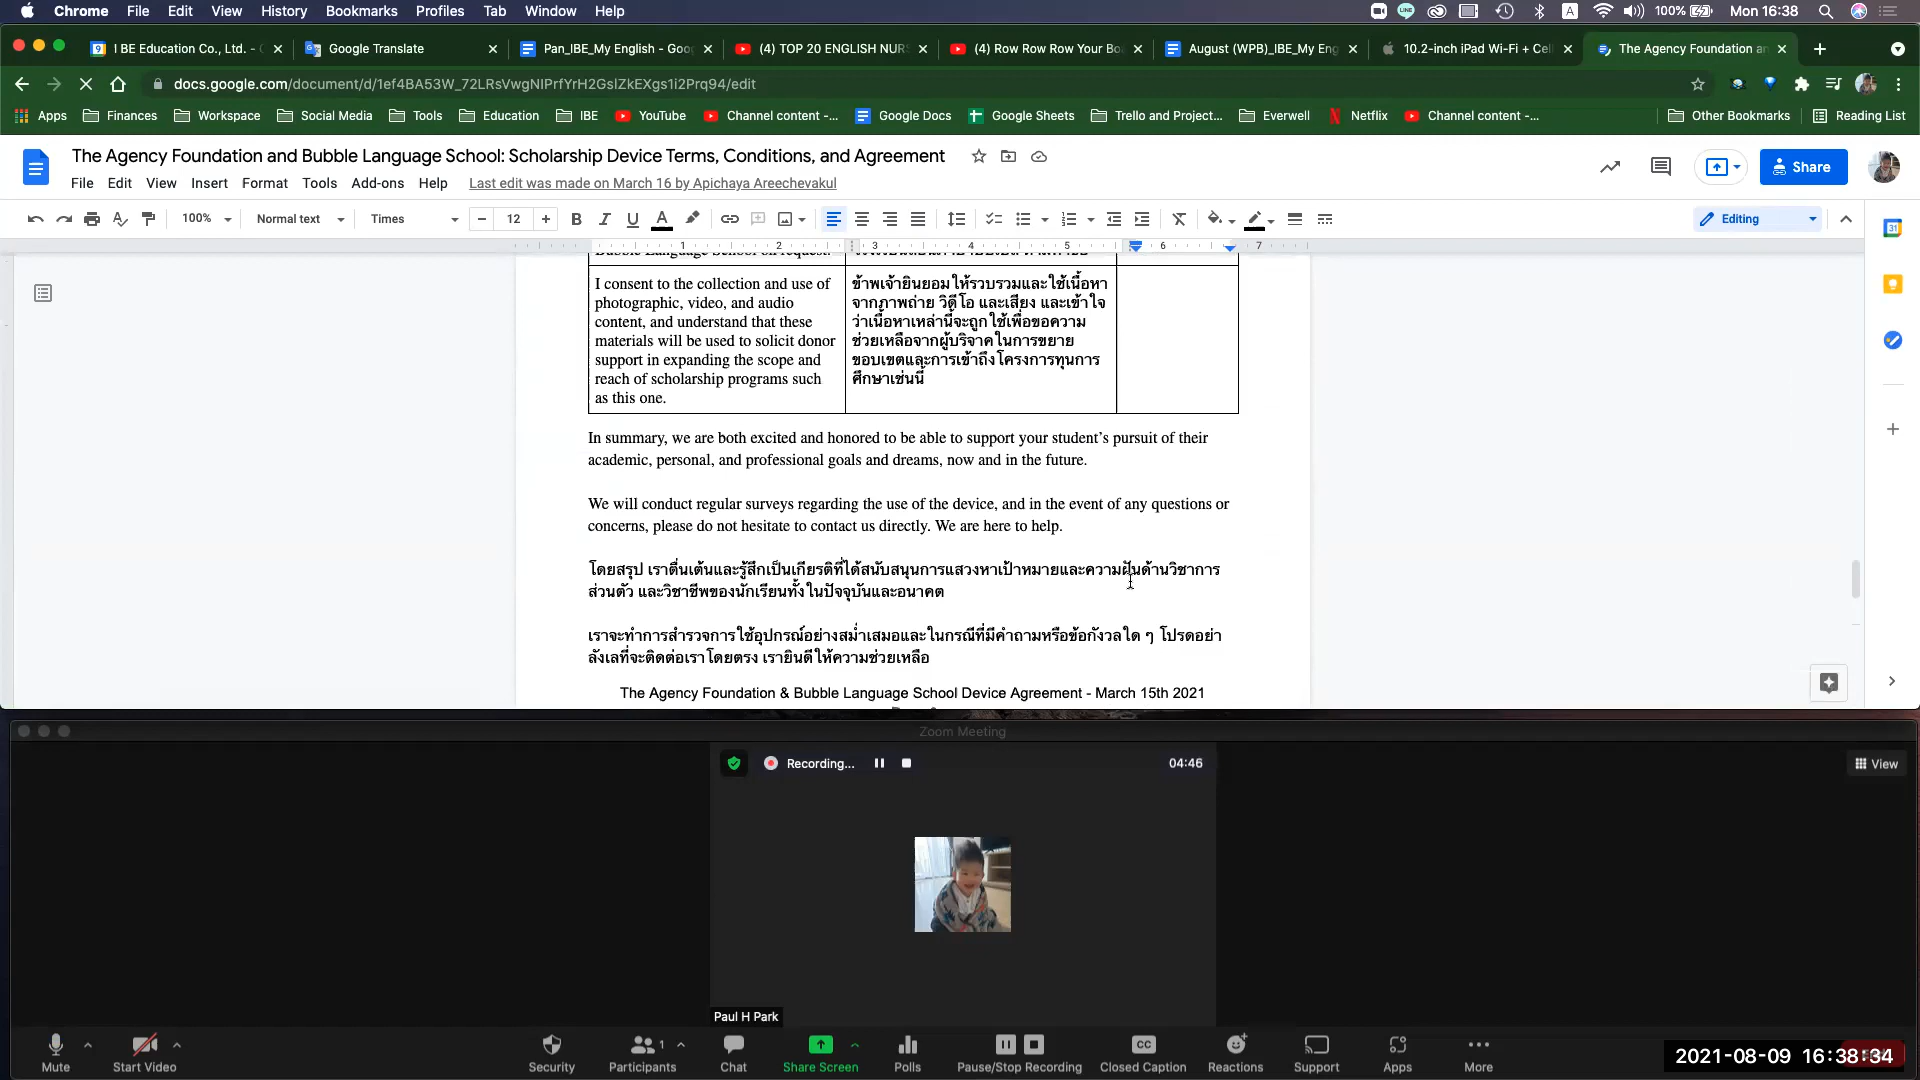 Chrome File Edit View History Bookmarks Profiles Tab Window Help 100% Mon 16:38
I BE Education Co., Ltd. - Google Translate Pan_IBE_My English - Goo (4) TOP 20 ENGLISH NUR (4) Row Row Row Your Bo August (WPB)_IBE_My Eng 10.2-inch iPad Wi-Fi + Cel The Agency Foundation an
docs.google.com/document/d/1ef4BA53W_72LRsVwgNIPrfYrH2GslZkEXgs1i2Prq94/edit
Apps Finances Workspace Social Media Tools Education IBE YouTube Channel content -... Google Docs Google Sheets Trello and Project... Everwell Netflix Channel content -... Other Bookmarks Reading List
The Agency Foundation and Bubble Language School: Scholarship Device Terms, Conditions, and Agreement
File Edit View Insert Format Tools Add-ons Help Last edit was made on March 16 by Apichaya Areechevakul
Share
100% Normal text Times 12 Editing
1 2 3 4 5 6 7
Bubble Language School on request.
I consent to the collection and use of
photographic, video, and audio
content, and understand that these
materials will be used to solicit donor
support in expanding the scope and
reach of scholarship programs such
as this one.
ข้าพเจ้ายินยอมให้รวบรวมและใช้เนื้อหา
จากภาพถ่าย วิดีโอ และเสียง และเข้าใจ
ว่าเนื้อหาเหล่านี้จะถูกใช้เพื่อขอความ
ช่วยเหลือจากผู้บริจาคในการขยาย
ขอบเขตและการเข้าถึงโครงการทุนการ
ศึกษาเช่นนี้
In summary, we are both excited and honored to be able to support your student's pursuit of their
academic, personal, and professional goals and dreams, now and in the future.
We will conduct regular surveys regarding the use of the device, and in the event of any questions or
concerns, please do not hesitate to contact us directly. We are here to help.
โดยสรุป เราตื่นเต้นและรู้สึกเป็นเกียรติที่ได้สนับสนุนการแสวงหาเป้าหมายและความฝันด้านวิชาการ
ส่วนตัว และวิชาชีพของนักเรียนทั้งในปัจจุบันและอนาคต
เราจะทำการสำรวจการใช้อุปกรณ์อย่างสม่ำเสมอและในกรณีที่มีคำถามหรือข้อกังวลใด ๆ โปรดอย่า
ลังเลที่จะติดต่อเราโดยตรง เรายินดีให้ความช่วยเหลือ
The Agency Foundation & Bubble Language School Device Agreement - March 15th 2021
Zoom Meeting
Recording... 04:46
View
Paul H Park
Mute Start Video Security Participants 1 Chat Share Screen Polls Pause/Stop Recording CC Closed Caption Reactions Support Apps More
2021-08-09 16:38:34